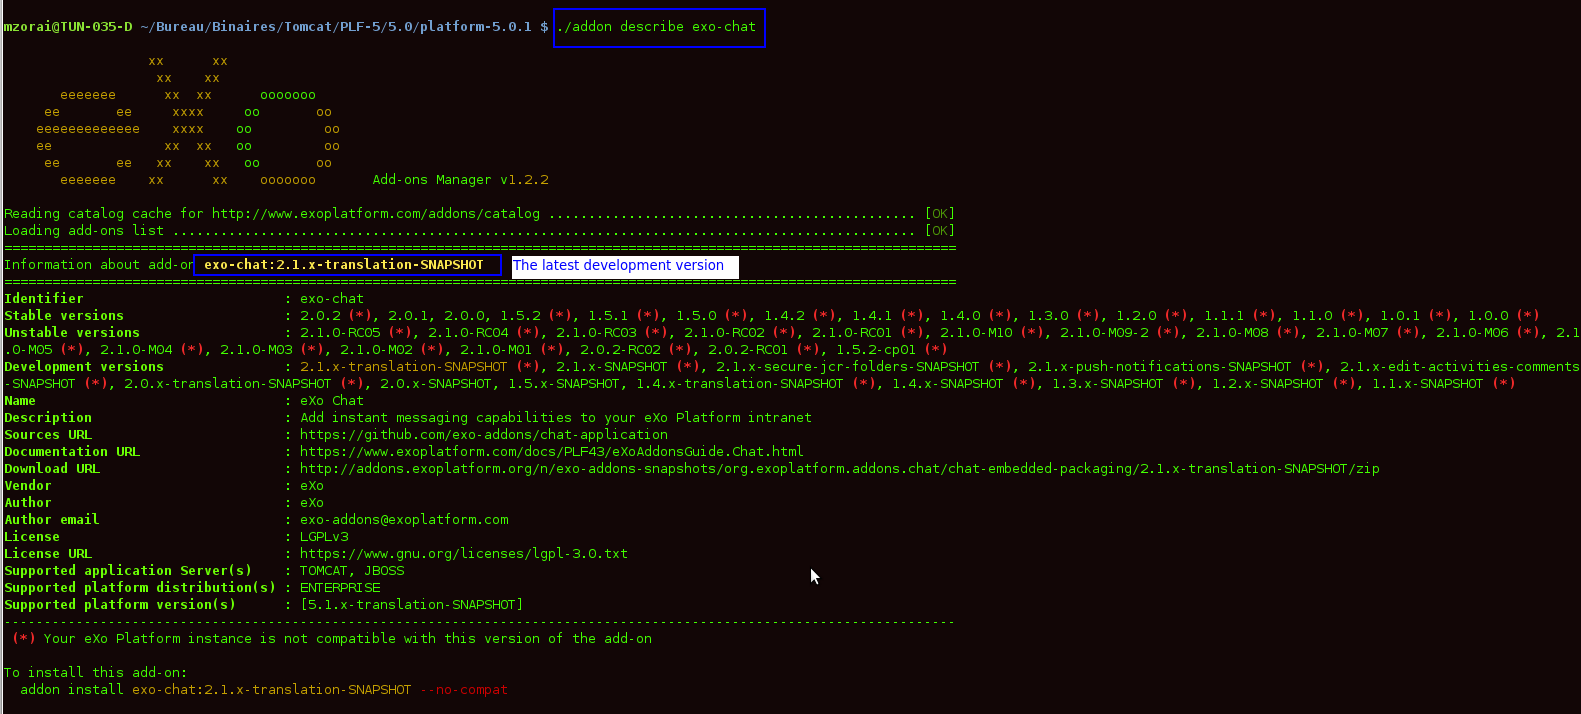 mzorai@TUN-035-D ~/Bureau/Binaires/Tomcat/PLF-5/5.0/platform-5.0.1 $ ./addon describe exo-chat
xx xx
xx xx
eeeeeee xx xx ooooooo
ee ee xxxx oo oo
eeeeeeeeeeeee xxxx oo oo
ee xx xx oo oo
ee ee xx xx oo oo
eeeeeee xx xx ooooooo Add-ons Manager v1.2.2
Reading catalog cache for http://www.exoplatform.com/addons/catalog .............................................. [OK]
Loading add-ons list ............................................................................................. [OK]
=======================================================================================================================
Information about add-on exo-chat:2.1.x-translation-SNAPSHOT The latest development version
=======================================================================================================================
Identifier : exo-chat
Stable versions : 2.0.2 (*), 2.0.1, 2.0.0, 1.5.2 (*), 1.5.1 (*), 1.5.0 (*), 1.4.2 (*), 1.4.1 (*), 1.4.0 (*), 1.3.0 (*), 1.2.0 (*), 1.1.1 (*), 1.1.0 (*), 1.0.1 (*), 1.0.0 (*)
Unstable versions : 2.1.0-RC05 (*), 2.1.0-RC04 (*), 2.1.0-RC03 (*), 2.1.0-RC02 (*), 2.1.0-RC01 (*), 2.1.0-M10 (*), 2.1.0-M09-2 (*), 2.1.0-M08 (*), 2.1.0-M07 (*), 2.1.0-M06 (*), 2.1
.0-M05 (*), 2.1.0-M04 (*), 2.1.0-M03 (*), 2.1.0-M02 (*), 2.1.0-M01 (*), 2.0.2-RC02 (*), 2.0.2-RC01 (*), 1.5.2-cp01 (*)
Development versions : 2.1.x-translation-SNAPSHOT (*), 2.1.x-SNAPSHOT (*), 2.1.x-secure-jcr-folders-SNAPSHOT (*), 2.1.x-push-notifications-SNAPSHOT (*), 2.1.x-edit-activities-comments
-SNAPSHOT (*), 2.0.x-translation-SNAPSHOT (*), 2.0.x-SNAPSHOT, 1.5.x-SNAPSHOT, 1.4.x-translation-SNAPSHOT (*), 1.4.x-SNAPSHOT (*), 1.3.x-SNAPSHOT (*), 1.2.x-SNAPSHOT (*), 1.1.x-SNAPSHOT (*)
Name : eXo Chat
Description : Add instant messaging capabilities to your eXo Platform intranet
Sources URL : https://github.com/exo-addons/chat-application
Documentation URL : https://www.exoplatform.com/docs/PLF43/eXoAddonsGuide.Chat.html
Download URL : http://addons.exoplatform.org/n/exo-addons-snapshots/org.exoplatform.addons.chat/chat-embedded-packaging/2.1.x-translation-SNAPSHOT/zip
Vendor : eXo
Author : eXo
Author email : exo-addons@exoplatform.com
License : LGPLv3
License URL : https://www.gnu.org/licenses/lgpl-3.0.txt
Supported application Server(s) : TOMCAT, JBOSS
Supported platform distribution(s) : ENTERPRISE
Supported platform version(s) : [5.1.x-translation-SNAPSHOT]
-----------------------------------------------------------------------------------------------------------------------
(*) Your eXo Platform instance is not compatible with this version of the add-on
To install this add-on:
addon install exo-chat:2.1.x-translation-SNAPSHOT --no-compat